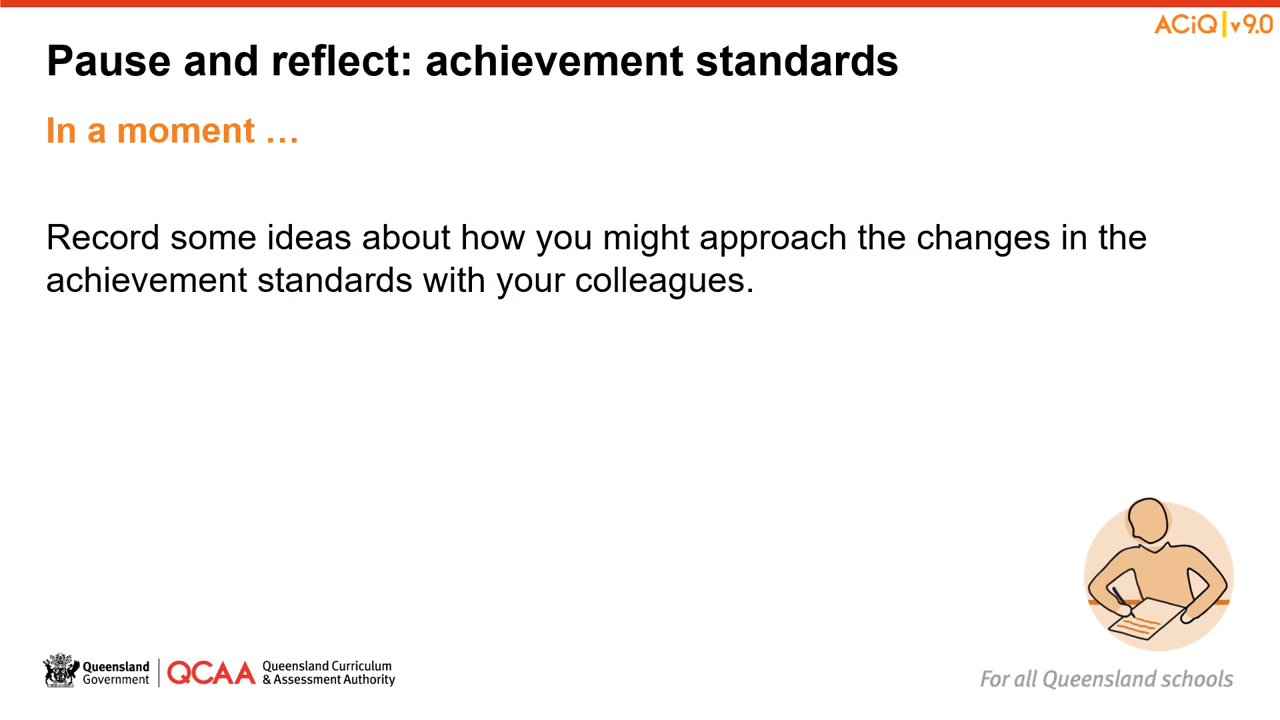 ACiQ|v9.0
Pause and reflect: achievement standards
In a moment …
Record some ideas about how you might approach the changes in the
achievement standards with your colleagues.
Queensland
Government
QCAA
Queensland Curriculum
& Assessment Authority
For all Queensland schools